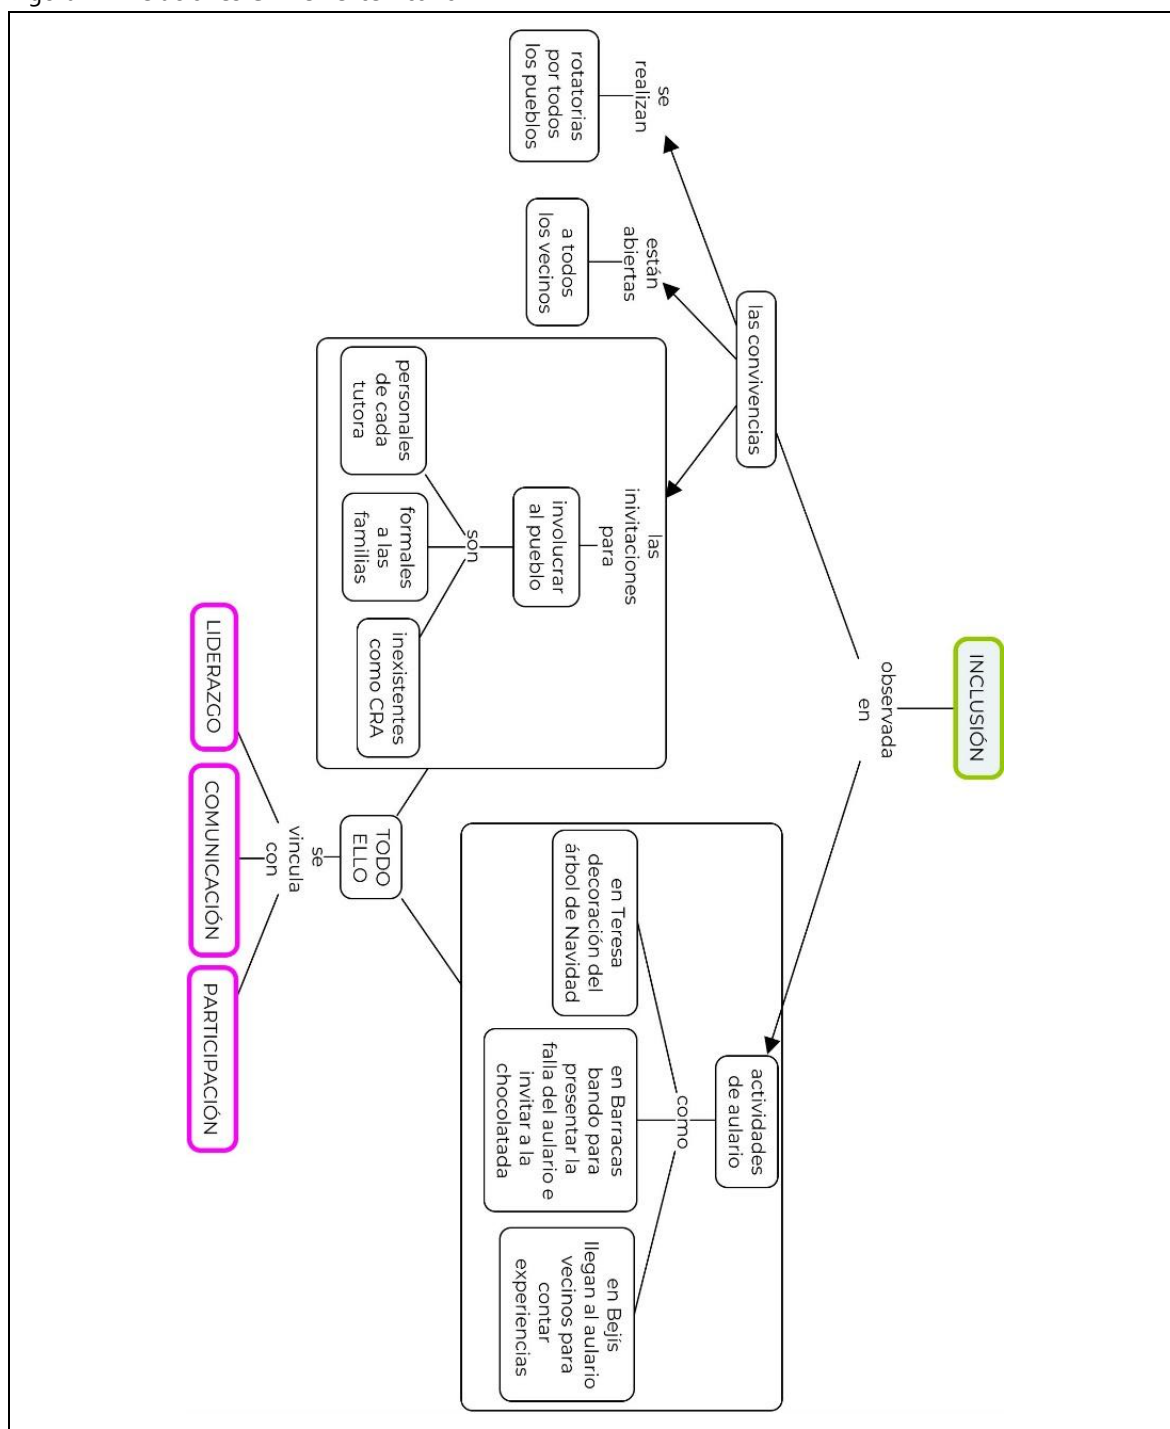 INCLUSIÓN
observada
en
las convivencias
se
realizan
rotatorias
por todos
los pueblos
están
abiertas
a todos
los vecinos
las
inivitaciones
para
involucrar
al pueblo
son
personales
de cada
tutora
formales
a las
familias
inexistentes
como CRA
actividades
de aulario
como
en Teresa
decoración del
árbol de Navidad
en Barracas
bando para
presentar la
falla del aulario e
invitar a la
chocolatada
en Bejís
llegan al aulario
vecinos para
contar
experiencias
TODO
ELLO
se
vincula
con
LIDERAZGO
COMUNICACIÓN
PARTICIPACIÓN